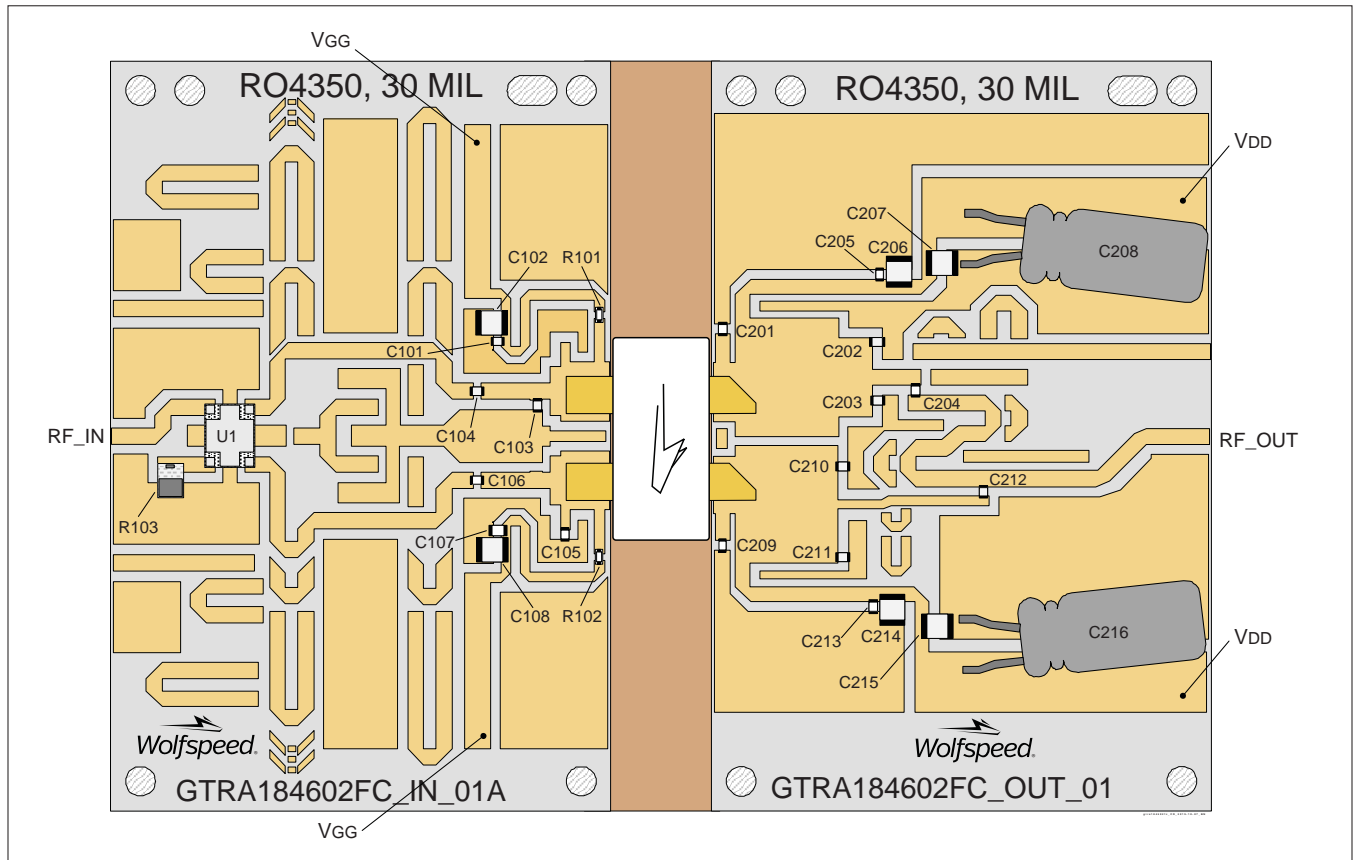 VGG
RO4350, 30 MIL
RO4350, 30 MIL
VDD
C207
C205
C206
C208
C102
R101
C201
C202
C101
C203
C204
RF_IN
U1
C104
C103
RF_OUT
C210
C106
C212
R103
C107
C105
C209
C211
C108
R102
C213
C214
C216
VDD
C215
Wolfspeed.
Wolfspeed.
GTRA184602FC_IN_01A
GTRA184602FC_OUT_01
VGG